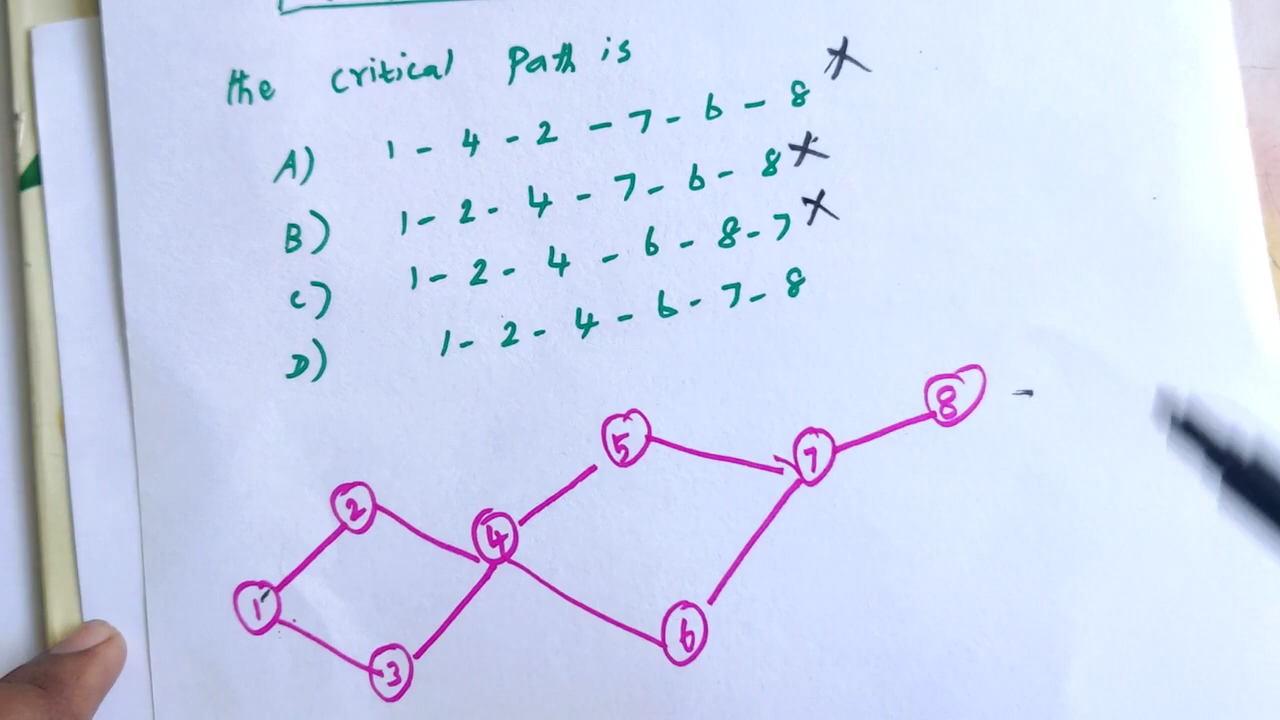 the critical Path is
A) 1 - 4 - 2 - 7 - 6 - 8 ×
B) 1 - 2 - 4 - 7 - 6 - 8 ×
C) 1 - 2 - 4 - 6 - 8 - 7 ×
D) 1 - 2 - 4 - 6 - 7 - 8
8 -
5
7
2
4
1
6
3